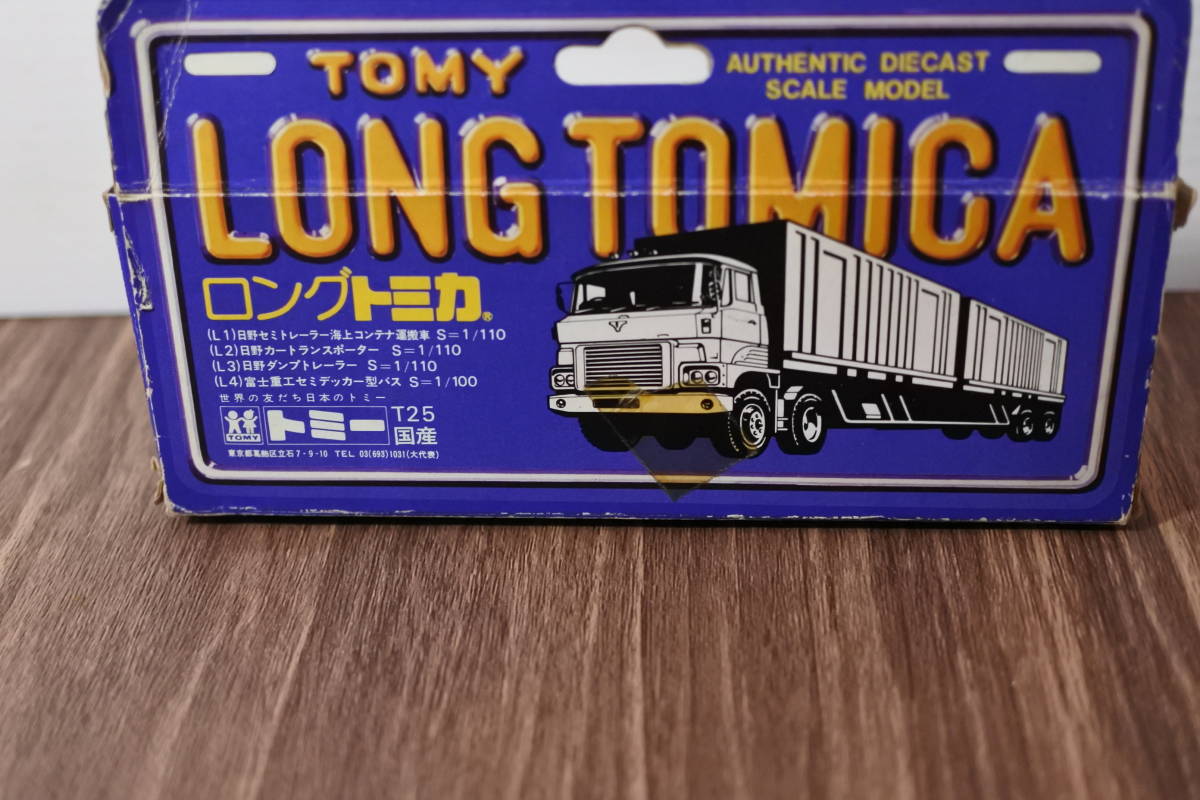 TOMY
AUTHENTIC DIECAST
SCALE MODEL
LONG TOMICA
ロングトミカ®
(L1)日野セミトレーラー海上コンテナ運搬車 S=1/110
(L2)日野カートランスポーター S=1/110
(L3)日野ダンプトレーラー S=1/110
(L4)富士重工セミデッカー型バス S=1/100
世界の友だち日本のトミー
TOMY
トミー
T25
国産
東京都葛飾区立石7-9-10 TEL 03(693)1031(大代表)